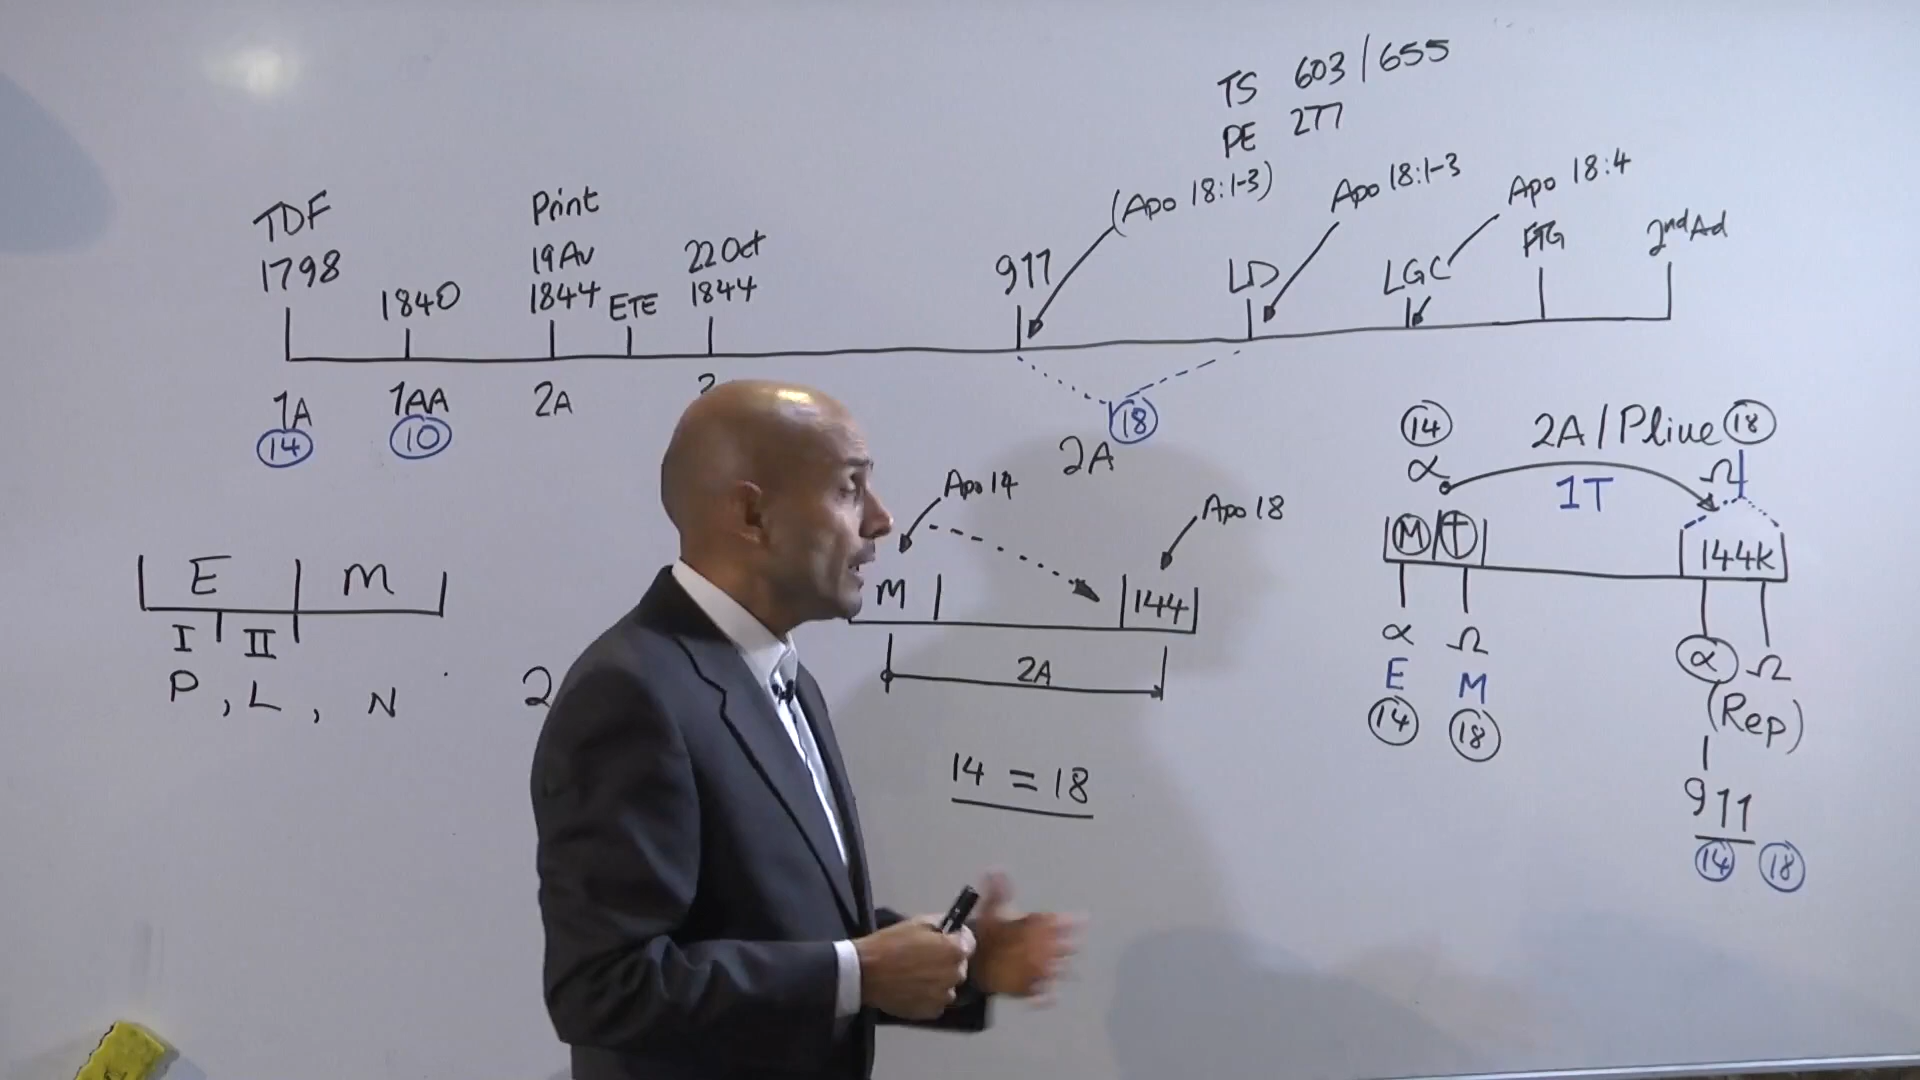 TS 603/655
PE 277
TDF
1798
1840
Print
19 Av
1844
ETE
22 Oct
1844
911
(Apo 18:1-3)
LD
Apo 18:1-3
LGC
Apo 18:4
FTG
2nd Ad
1A
14
1AA
10
2A
2
18
2A
E M
I II
P, L, N
2
Apo 14
Apo 18
M 144
2A
14 = 18
14 2A/Pline 18
α 1T Ω
M 144K
α Ω α Ω
E M (Rep)
14 18
911
14 18